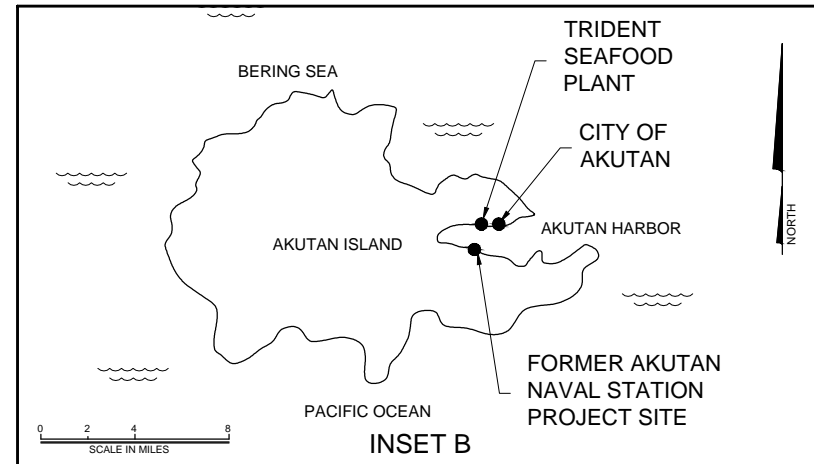 TRIDENT
SEAFOOD
PLANT
BERING SEA
CITY OF
AKUTAN
AKUTAN HARBOR
AKUTAN ISLAND
NORTH
FORMER AKUTAN
NAVAL STATION
PROJECT SITE
PACIFIC OCEAN
0 2 4 8
SCALE IN MILES
INSET B